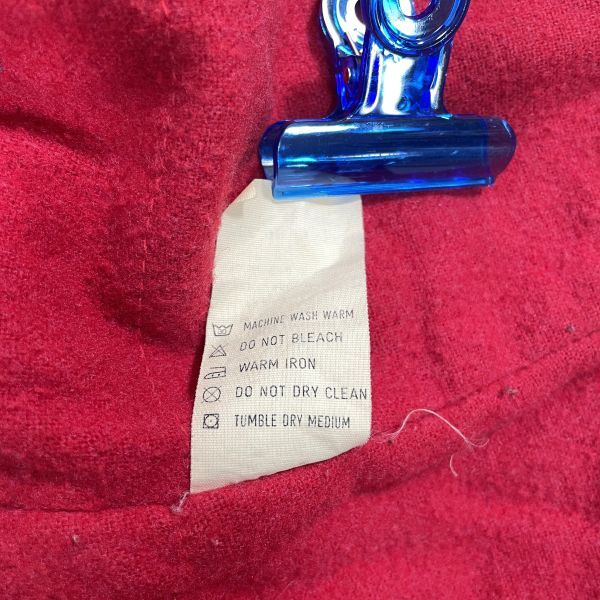 MACHINE WASH WARM
DO NOT BLEACH
WARM IRON
DO NOT DRY CLEAN
TUMBLE DRY MEDIUM